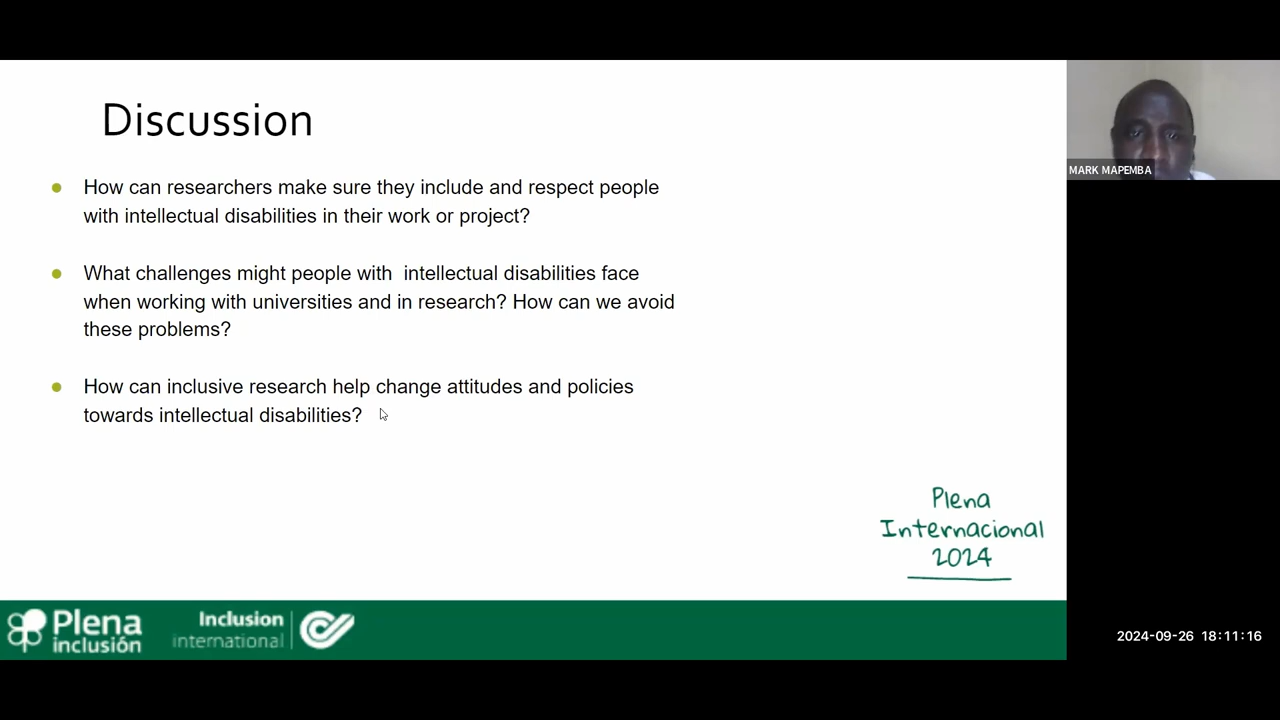 Discussion
How can researchers make sure they include and respect people
with intellectual disabilities in their work or project?
What challenges might people with  intellectual disabilities face
when working with universities and in research? How can we avoid
these problems?
How can inclusive research help change attitudes and policies
towards intellectual disabilities?
Plena
Internacional
2024
Plena
inclusión
Inclusion
international
MARK MAPEMBA
2024-09-26 18:11:16